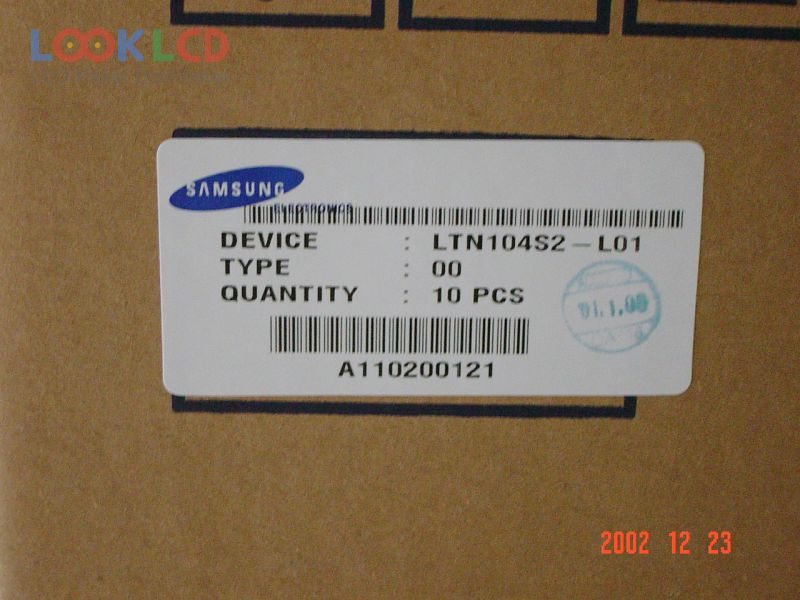 LOOKLCD
SAMSUNG
ELECTRONICS
DEVICE : LTN104S2-L01
TYPE : 00
QUANTITY : 10 PCS
A110200121
2002 12 23